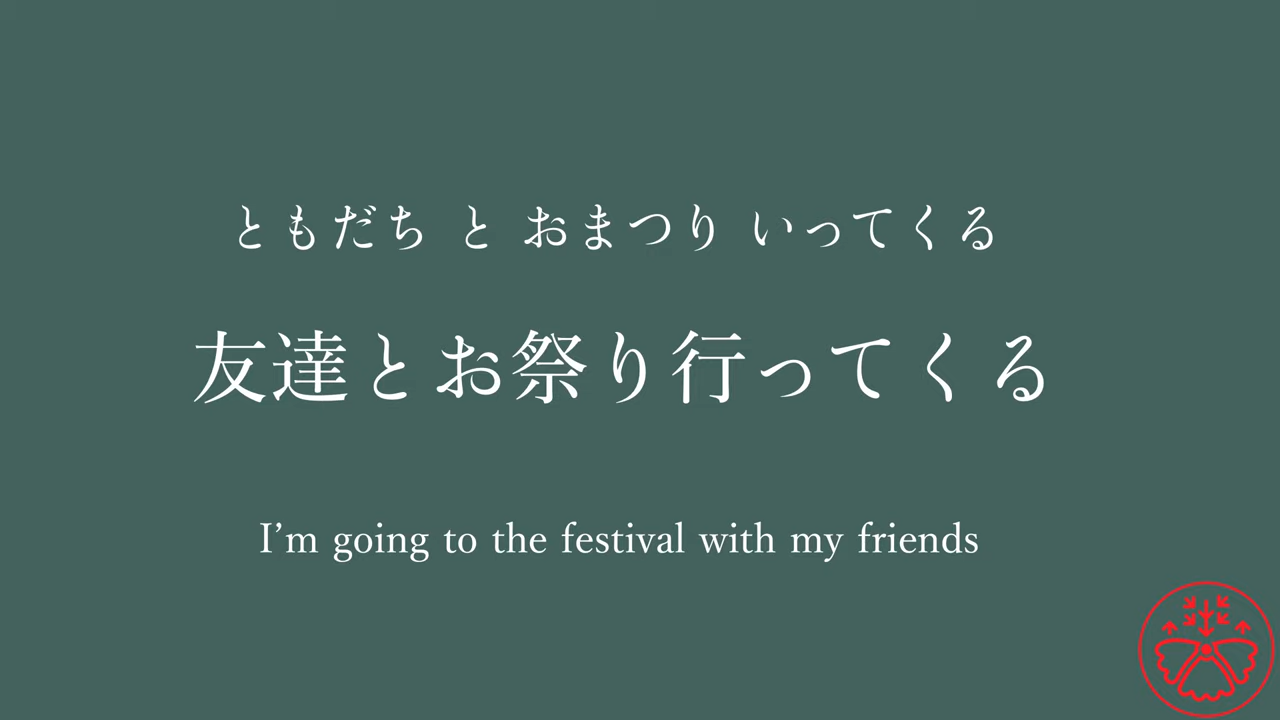 ともだち と おまつり いってくる
友達とお祭り行ってくる
I’m going to the festival with my friends